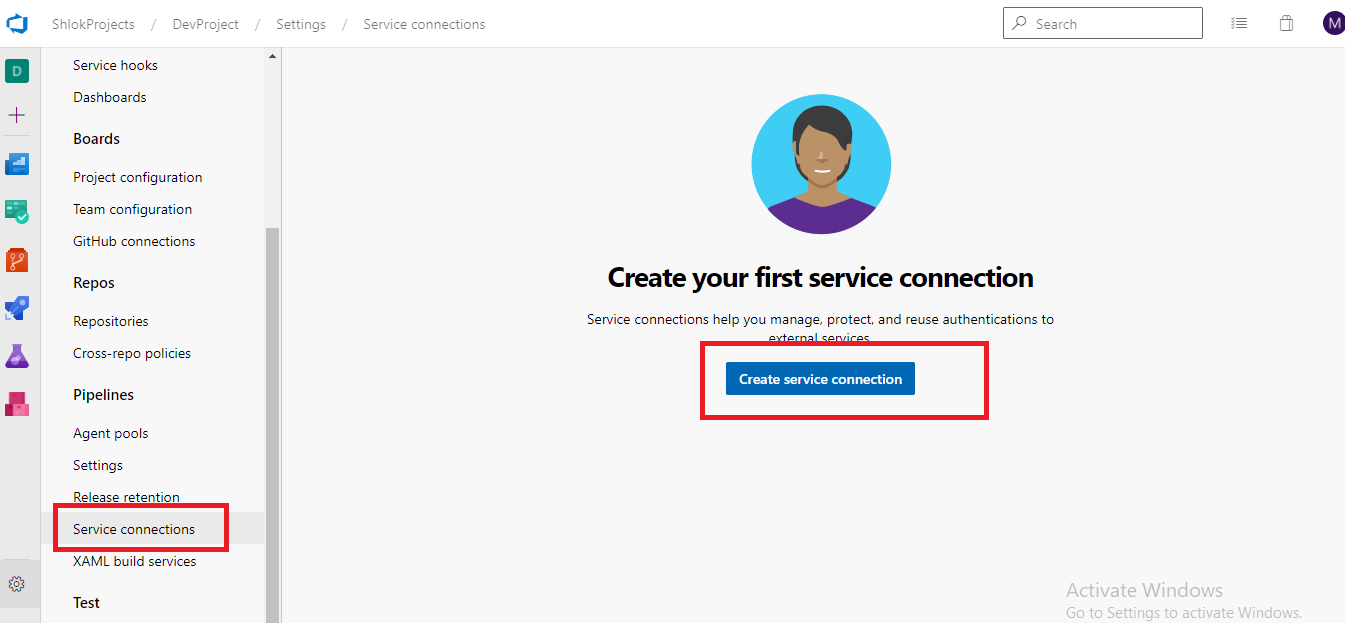 ShlokProjects / DevProject / Settings / Service connections
Search
M
D
Service hooks
Dashboards
Boards
Project configuration
Team configuration
GitHub connections
Repos
Repositories
Cross-repo policies
Pipelines
Agent pools
Settings
Release retention
Service connections
XAML build services
Test
Create your first service connection
Service connections help you manage, protect, and reuse authentications to
external services
Create service connection
Activate Windows
Go to Settings to activate Windows.